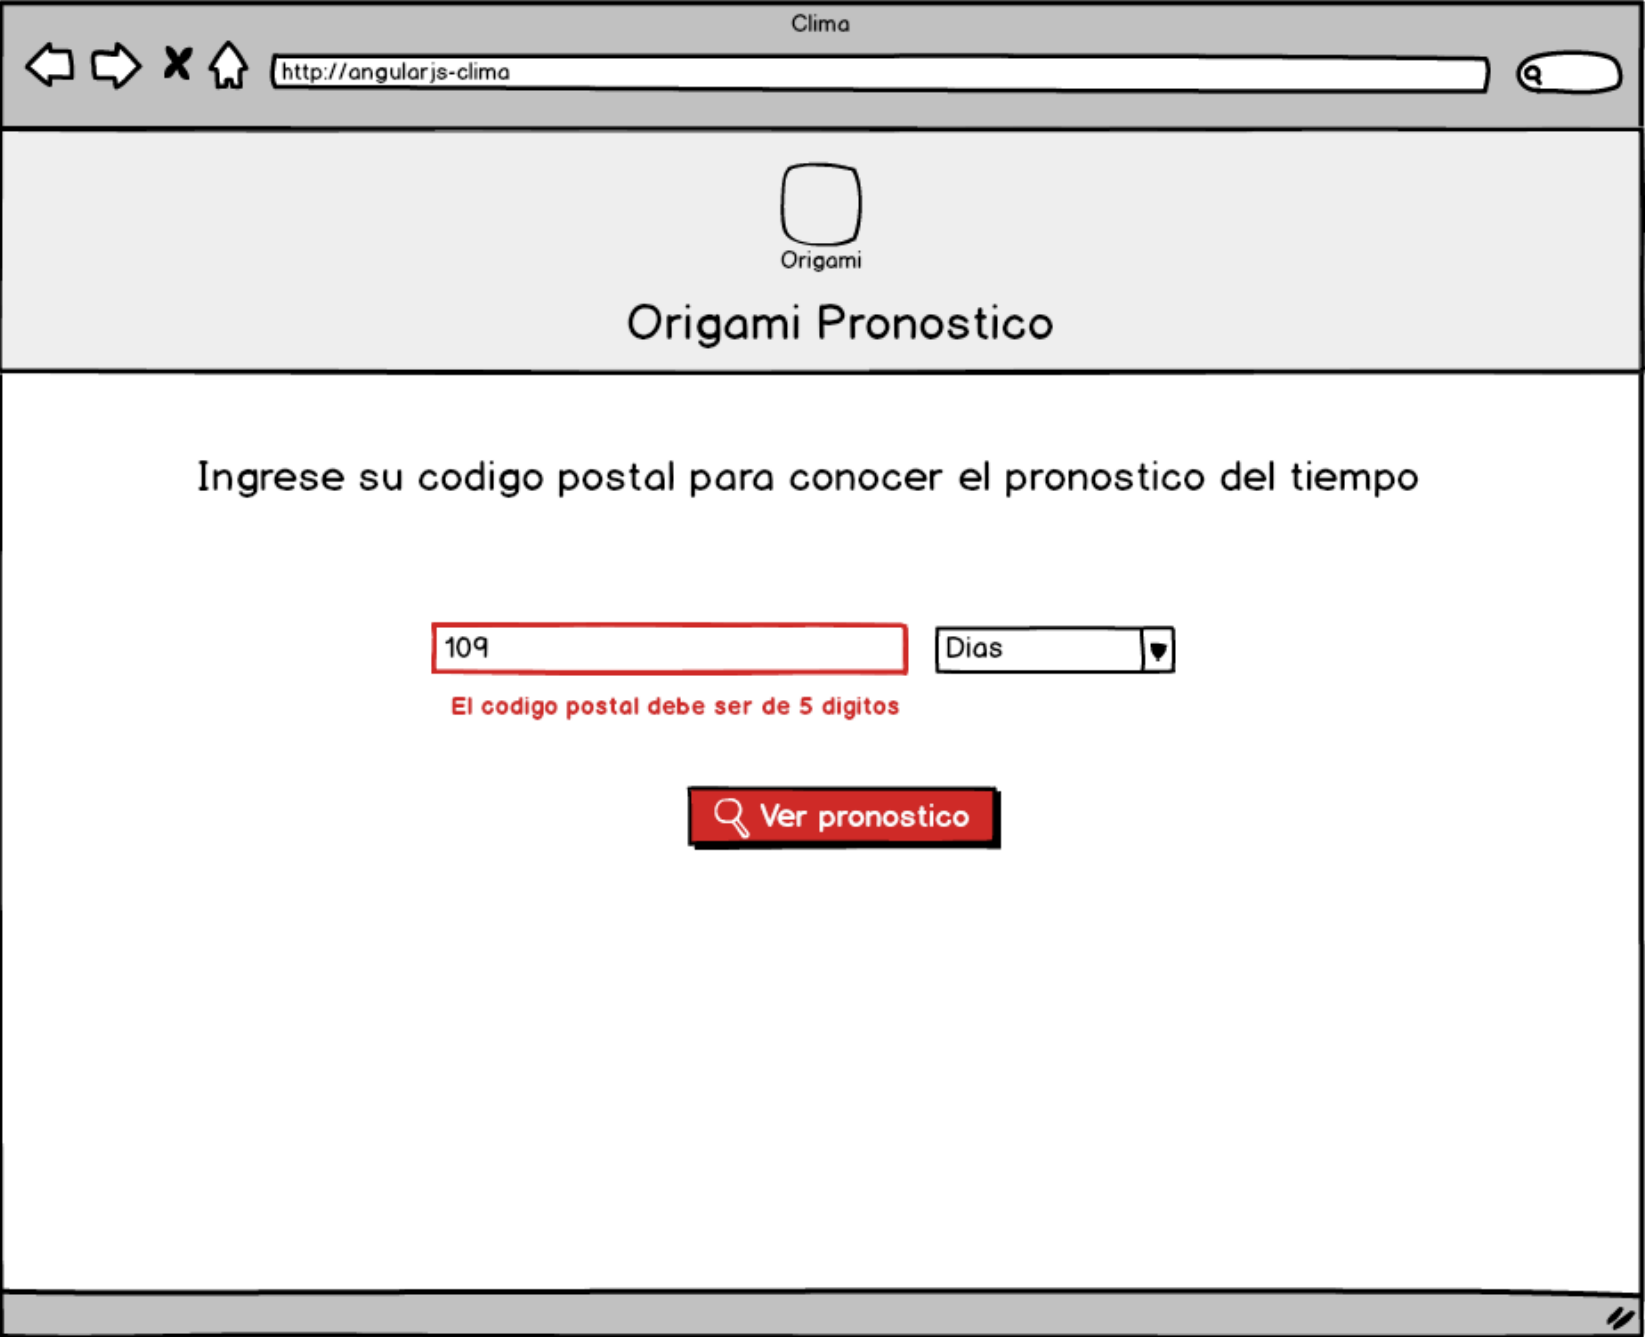 Clima
http://angularjs-clima
Origami
Origami Pronostico
Ingrese su codigo postal para conocer el pronostico del tiempo
109
Dias
El codigo postal debe ser de 5 digitos
Ver pronostico